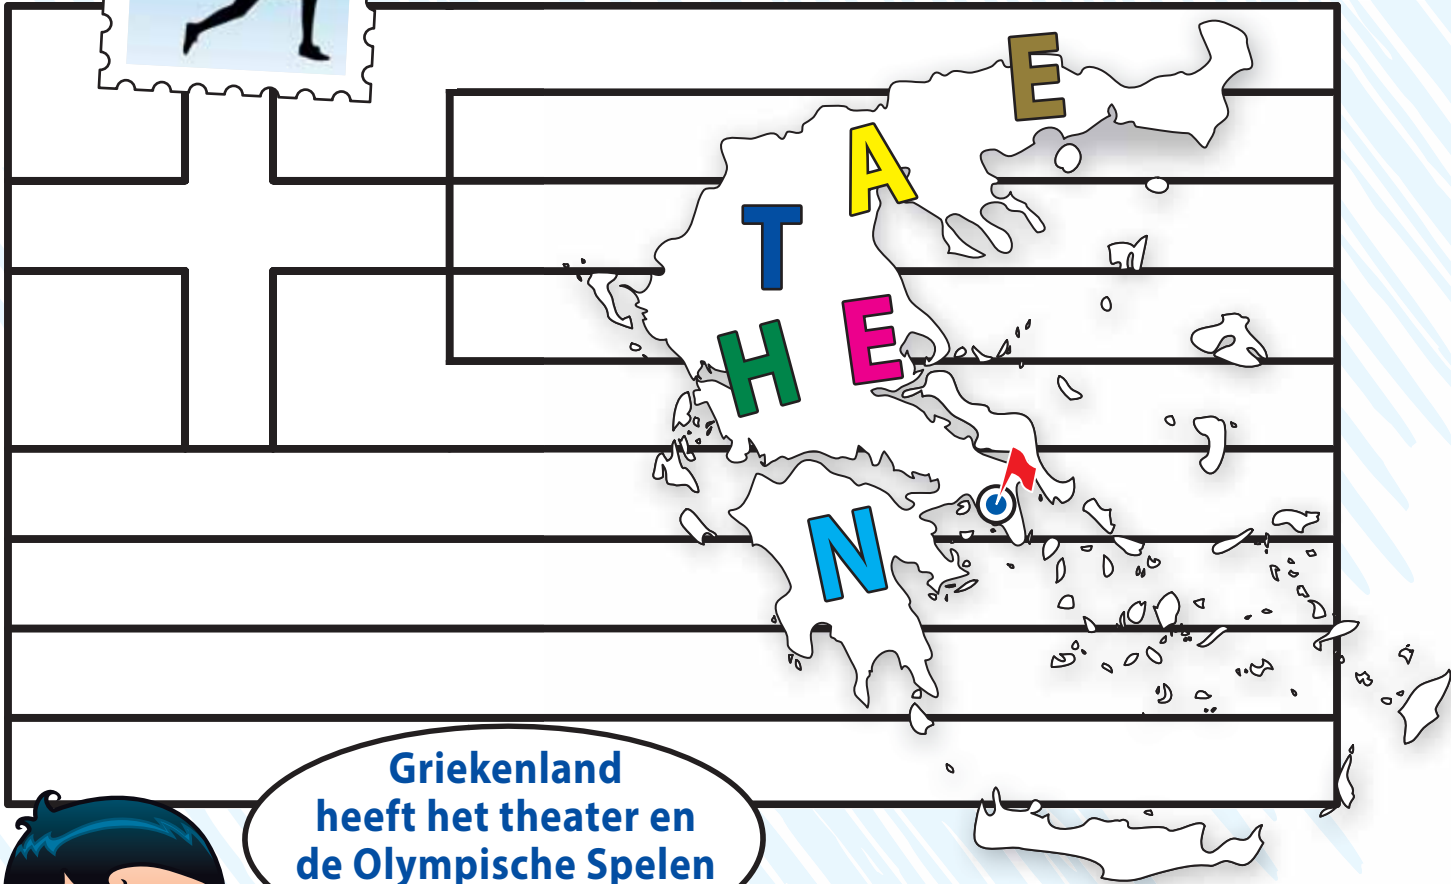 E
A
T
E
H
N
Griekenland
heeft het theater en
de Olympische Spelen